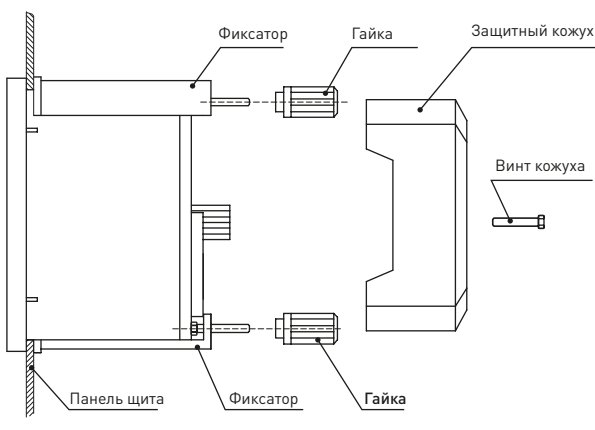 Фиксатор
Гайка
Защитный кожух
Винт кожуха
Панель щита
Фиксатор
Гайка